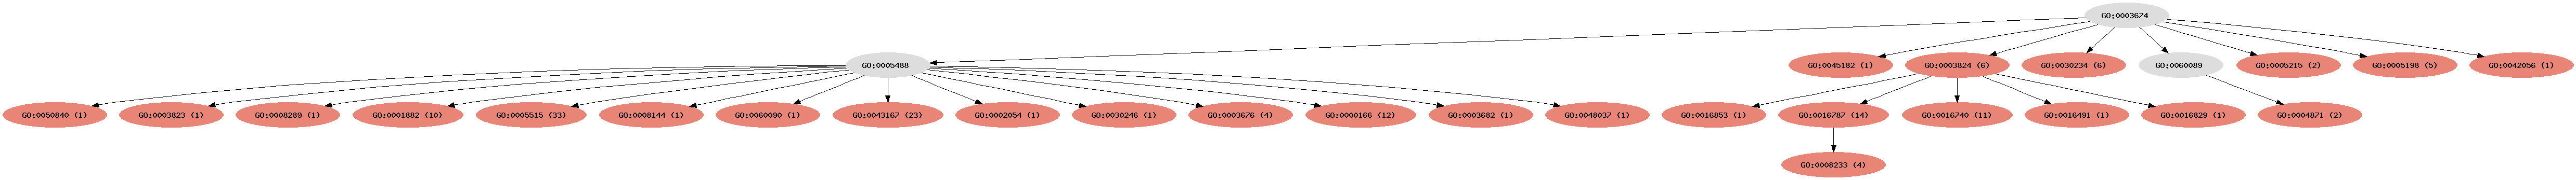 GO:0003674
GO:0005488
GO:0045182 (1)
GO:0003824 (6)
GO:0030234 (6)
GO:0060089
GO:0005215 (2)
GO:0005198 (5)
GO:0042056 (1)
GO:0050840 (1)
GO:0003823 (1)
GO:0008289 (1)
GO:0001882 (10)
GO:0005515 (33)
GO:0008144 (1)
GO:0060090 (1)
GO:0043167 (23)
GO:0002054 (1)
GO:0030246 (1)
GO:0003676 (4)
GO:0000166 (12)
GO:0003682 (1)
GO:0048037 (1)
GO:0016853 (1)
GO:0016787 (14)
GO:0016740 (11)
GO:0016491 (1)
GO:0016829 (1)
GO:0004871 (2)
GO:0008233 (4)